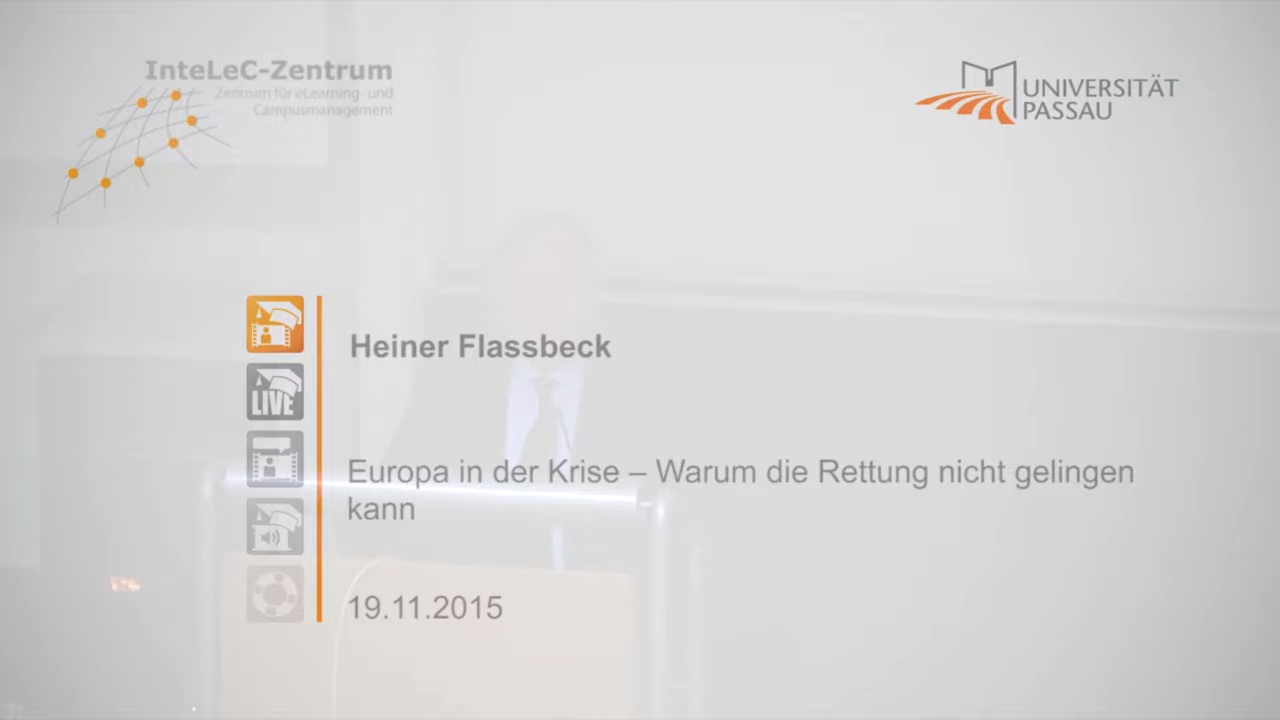 InteLeC-Zentrum
Zentrum für eLearning und
Campusmanagement
UNIVERSITÄT
PASSAU
Heiner Flassbeck
LIVE
Europa in der Krise – Warum die Rettung nicht gelingen
kann
19.11.2015